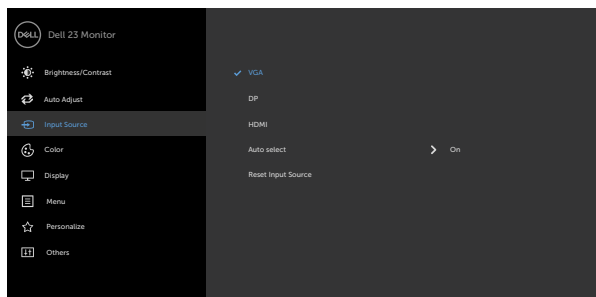 DELL Dell 23 Monitor
Brightness/Contrast
VGA
Auto Adjust
DP
Input Source
HDMI
Color
Auto select
On
Display
Reset Input Source
Menu
Personalize
Others